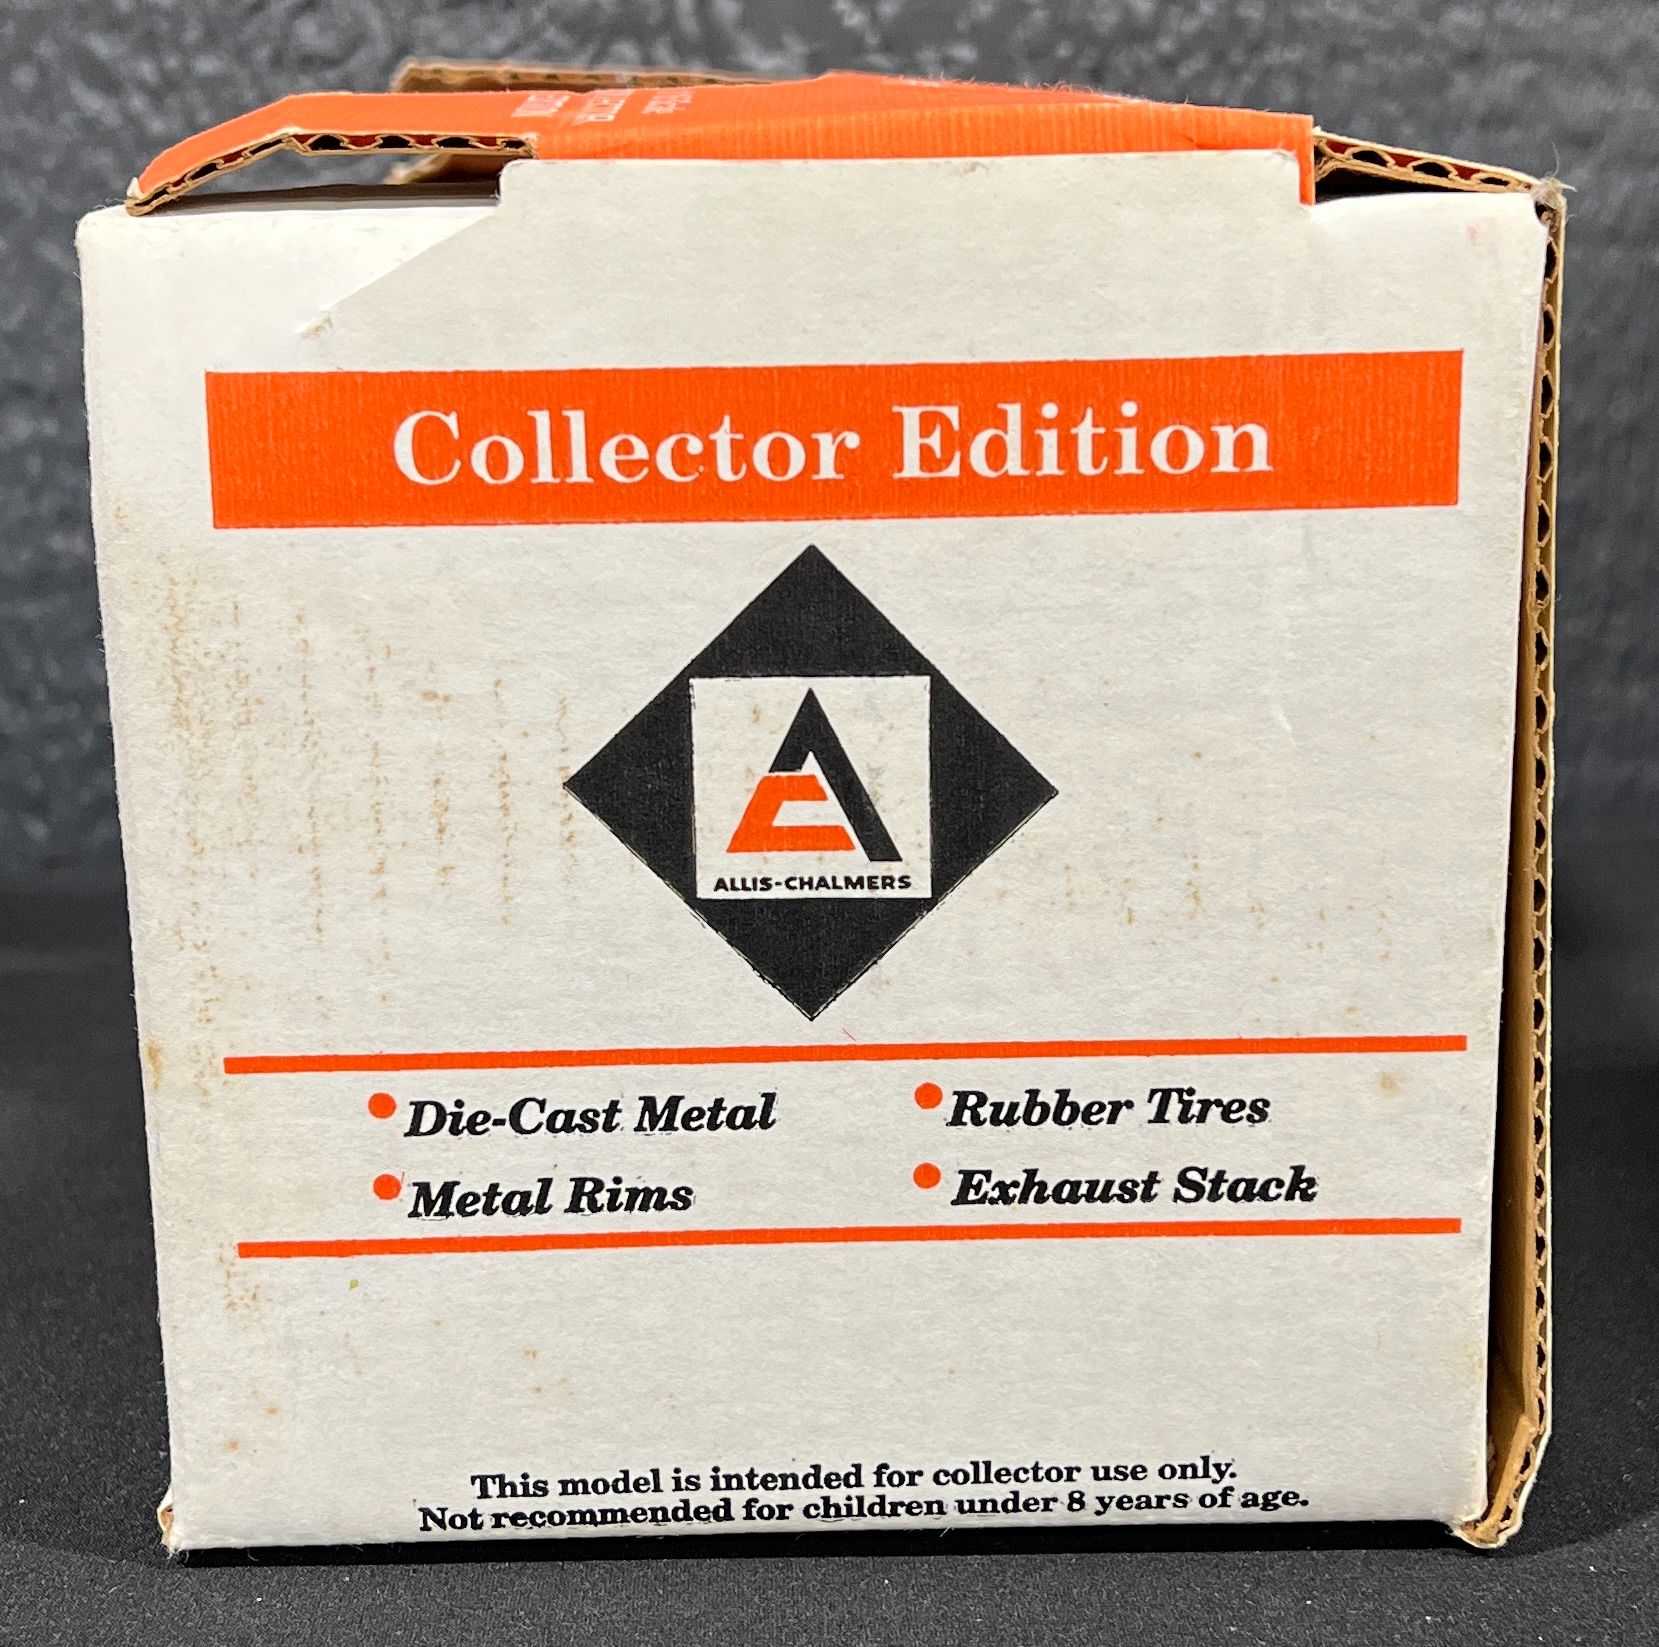 Collector Edition
ALLIS-CHALMERS
Die-Cast Metal
Rubber Tires
Metal Rims
Exhaust Stack
This model is intended for collector use only.
Not recommended for children under 8 years of age.